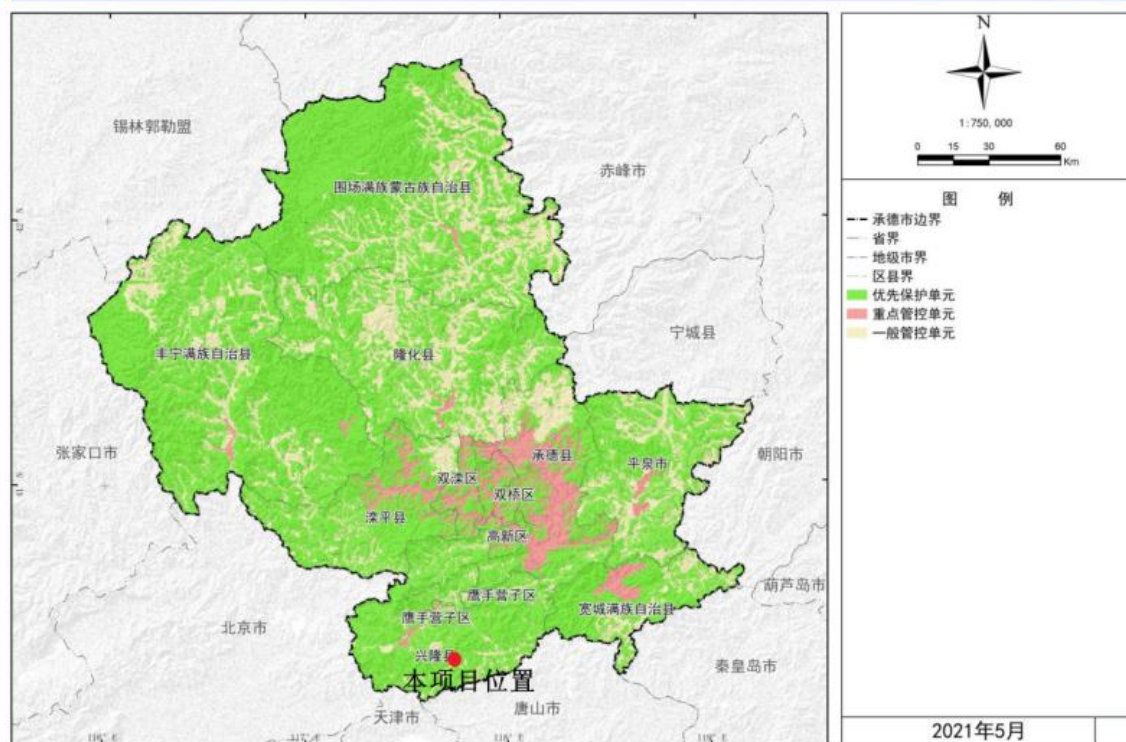 锡林郭勒盟
赤峰市
围场满族蒙古族自治县
宁城县
丰宁满族自治县
隆化县
张家口市
承德县
平泉市
朝阳市
双滦区
双桥区
滦平县
高新区
葫芦岛市
鹰手营子区
宽城满族自治县
鹰手营子区
北京市
兴隆县
秦皇岛市
本项目位置
天津市
唐山市
N
1:750,000
0 15 30 60
Km
图 例
承德市边界
省界
地级市界
区县界
优先保护单元
重点管控单元
一般管控单元
2021年5月